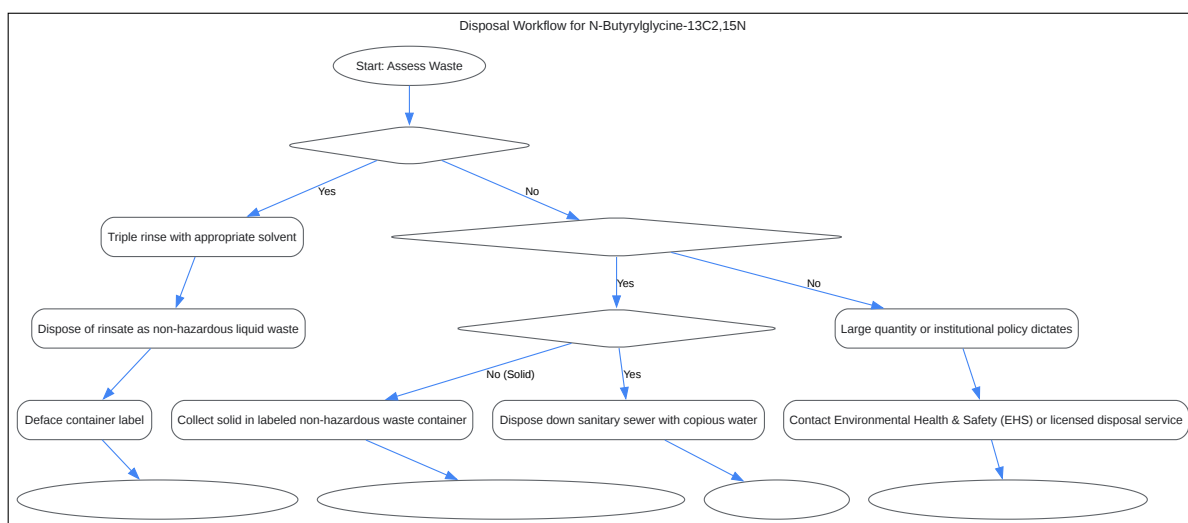 Disposal Workflow for N-Butyrylglycine-13C2,15N
Start: Assess Waste
Yes
No
Triple rinse with appropriate solvent
Yes
No
Dispose of rinsate as non-hazardous liquid waste
Large quantity or institutional policy dictates
No (Solid)
Yes
Deface container label
Collect solid in labeled non-hazardous waste container
Dispose down sanitary sewer with copious water
Contact Environmental Health & Safety (EHS) or licensed disposal service